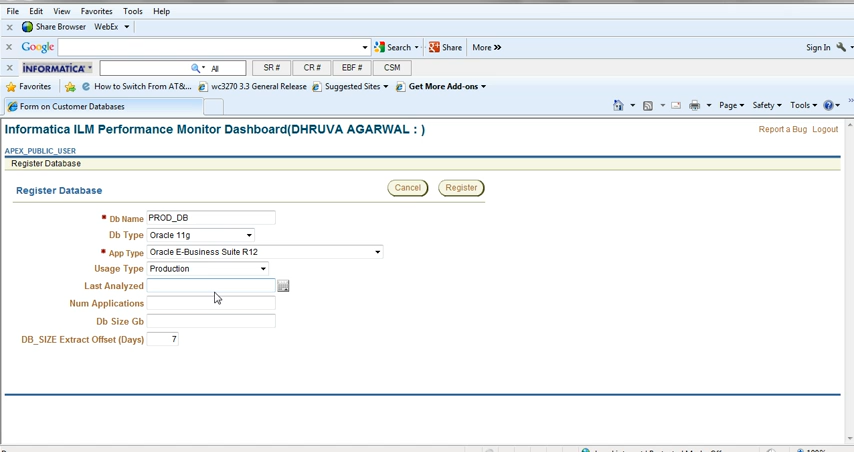 File Edit View Favorites Tools Help
x Share Browser WebEx
x Google Search Share More » Sign In
x INFORMATICA All SR # CR # EBF # CSM
Favorites How to Switch From AT&... wc3270 3.3 General Release Suggested Sites Get More Add-ons
Form on Customer Databases Page Safety Tools
Informatica ILM Performance Monitor Dashboard(DHRUVA AGARWAL : ) Report a Bug Logout
APEX_PUBLIC_USER
Register Database
Register Database Cancel Register
* Db Name PROD_DB
Db Type Oracle 11g
* App Type Oracle E-Business Suite R12
Usage Type Production
Last Analyzed
Num Applications
Db Size Gb
DB_SIZE Extract Offset (Days) 7